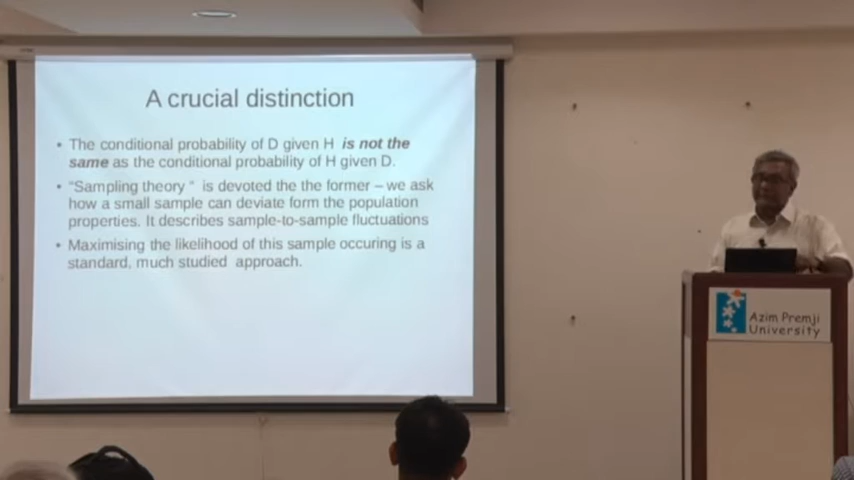 A crucial distinction
• The conditional probability of D given H is not the
same as the conditional probability of H given D.
• "Sampling theory " is devoted the the former – we ask
how a small sample can deviate form the population
properties. It describes sample-to-sample fluctuations
• Maximising the likelihood of this sample occuring is a
standard, much studied approach.
Azim Premji
University